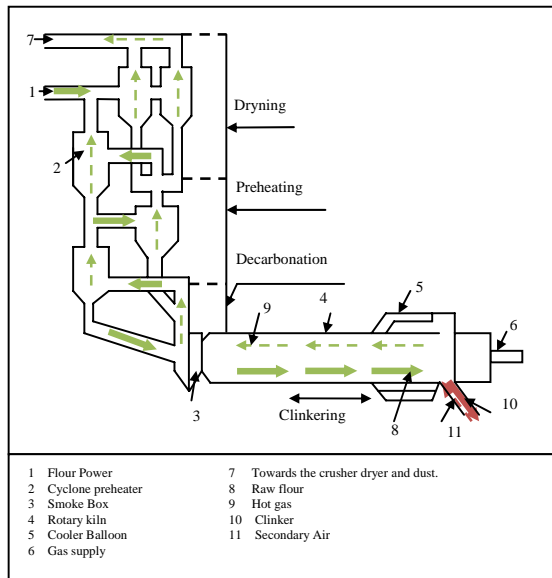 7
1
2
Dryning
Preheating
Decarbonation
9
4
5
6
3
Clinkering
8
11
10
1 Flour Power
2 Cyclone preheater
3 Smoke Box
4 Rotary kiln
5 Cooler Balloon
6 Gas supply
7 Towards the crusher dryer and dust.
8 Raw flour
9 Hot gas
10 Clinker
11 Secondary Air